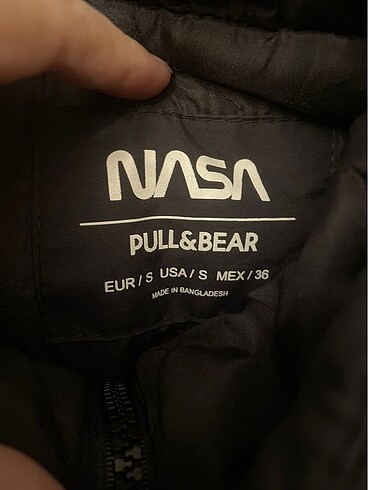 NASA
PULL&BEAR
EUR / S USA / S MEX / 36
MADE IN BANGLADESH